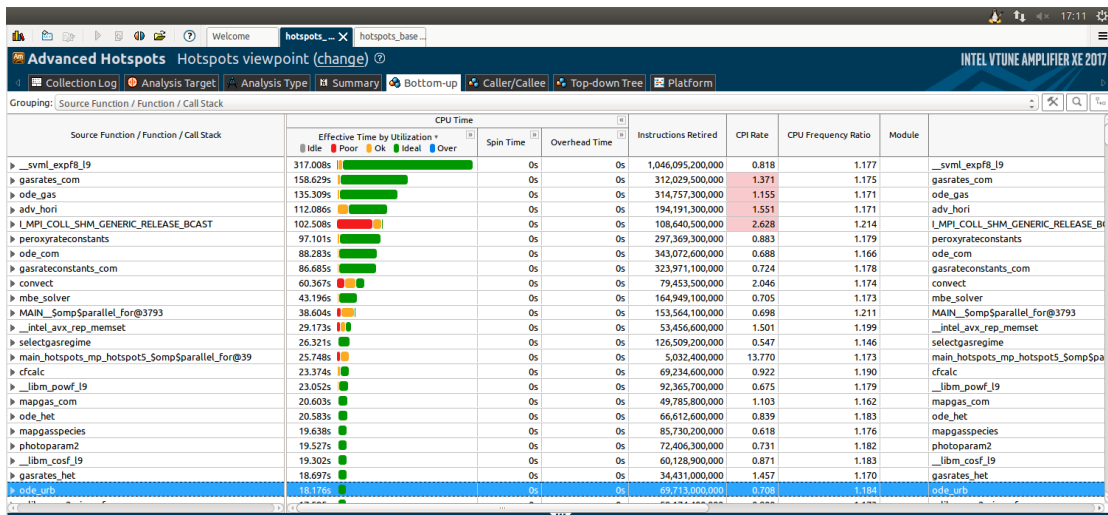 17:11
Welcome hotspots_... hotspots_base...
Advanced Hotspots Hotspots viewpoint (change)
INTEL VTUNE AMPLIFIER XE 2017
Collection Log Analysis Target Analysis Type Summary Bottom-up Caller/Callee Top-down Tree Platform
Grouping: Source Function / Function / Call Stack
CPU Time
Source Function / Function / Call Stack Effective Time by Utilization Spin Time Overhead Time Instructions Retired CPI Rate CPU Frequency Ratio Module
Idle Poor Ok Ideal Over
__svml_expf8_l9 317.008s 0s 0s 1,046,095,200,000 0.818 1.177 __svml_expf8_l9
gasrates_com 158.629s 0s 0s 312,029,500,000 1.371 1.175 gasrates_com
ode_gas 135.309s 0s 0s 314,757,300,000 1.155 1.171 ode_gas
adv_hori 112.086s 0s 0s 194,191,300,000 1.551 1.171 adv_hori
I_MPI_COLL_SHM_GENERIC_RELEASE_BCAST 102.508s 0s 0s 108,640,500,000 2.628 1.214 I_MPI_COLL_SHM_GENERIC_RELEASE_B
peroxyrateconstants 97.101s 0s 0s 297,369,300,000 0.883 1.179 peroxyrateconstants
ode_com 88.283s 0s 0s 343,072,600,000 0.688 1.166 ode_com
gasrateconstants_com 86.685s 0s 0s 323,971,100,000 0.724 1.178 gasrateconstants_com
convect 60.367s 0s 0s 79,453,500,000 2.046 1.174 convect
mbe_solver 43.196s 0s 0s 164,949,100,000 0.705 1.173 mbe_solver
MAIN__$omp$parallel_for@3793 38.604s 0s 0s 153,564,100,000 0.698 1.211 MAIN__$omp$parallel_for@3793
__intel_avx_rep_memset 29.173s 0s 0s 53,456,600,000 1.501 1.199 __intel_avx_rep_memset
selectgasregime 26.321s 0s 0s 126,509,200,000 0.547 1.146 selectgasregime
main_hotspots_mp_hotspot5_$omp$parallel_for@39 25.748s 0s 0s 5,032,400,000 13.770 1.173 main_hotspots_mp_hotspot5_$omp$pa
cfcalc 23.374s 0s 0s 69,234,600,000 0.922 1.190 cfcalc
__libm_powf_l9 23.052s 0s 0s 92,365,700,000 0.675 1.179 __libm_powf_l9
mapgas_com 20.603s 0s 0s 49,785,800,000 1.103 1.162 mapgas_com
ode_het 20.583s 0s 0s 66,612,600,000 0.839 1.183 ode_het
mapgasspecies 19.638s 0s 0s 85,730,200,000 0.618 1.176 mapgasspecies
photoparam2 19.527s 0s 0s 72,406,300,000 0.731 1.182 photoparam2
__libm_cosf_l9 19.302s 0s 0s 60,128,900,000 0.871 1.183 __libm_cosf_l9
gasrates_het 18.697s 0s 0s 34,431,000,000 1.457 1.170 gasrates_het
ode_urb 18.176s 0s 0s 69,713,000,000 0.708 1.184 ode_urb